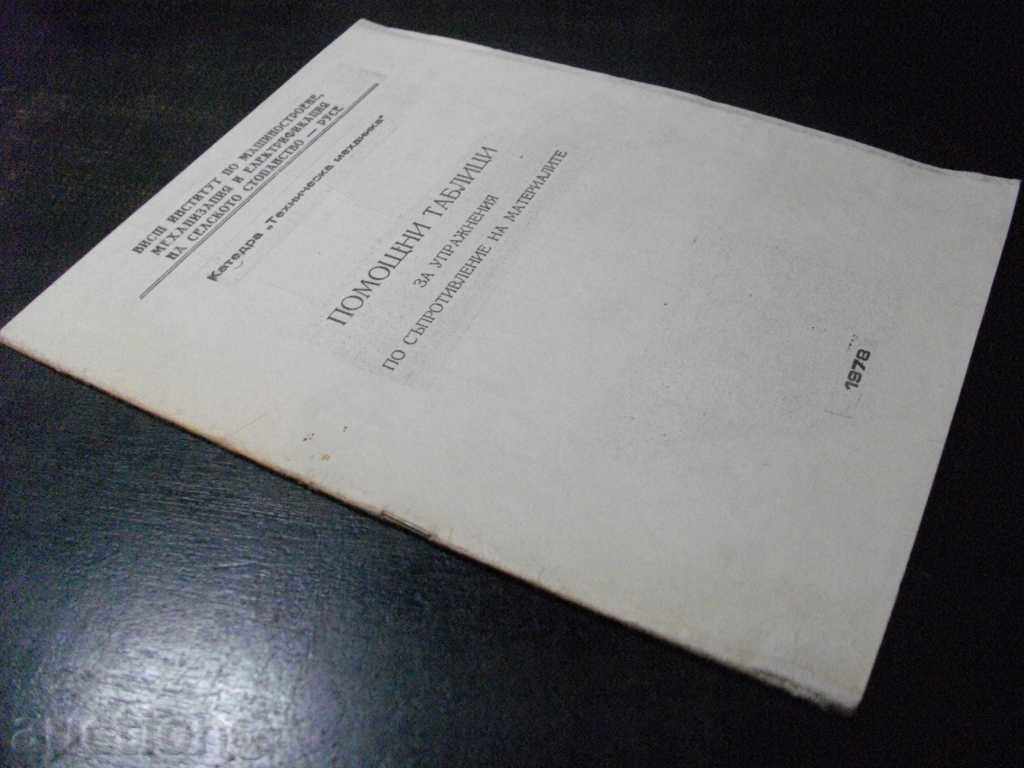 ВИСШ ИНСТИТУТ ПО МАШИНОСТРОЕНЕ,
МЕХАНИЗАЦИЯ И ЕЛЕКТРИФИКАЦИЯ
НА СЕЛСКОТО СТОПАНСТВО — РУСЕ
Катедра „Техническа механика"
ПОМОЩНИ ТАБЛИЦИ
ЗА УПРАЖНЕНИЯ
ПО СЪПРОТИВЛЕНИЕ НА МАТЕРИАЛИТЕ
1978
auction